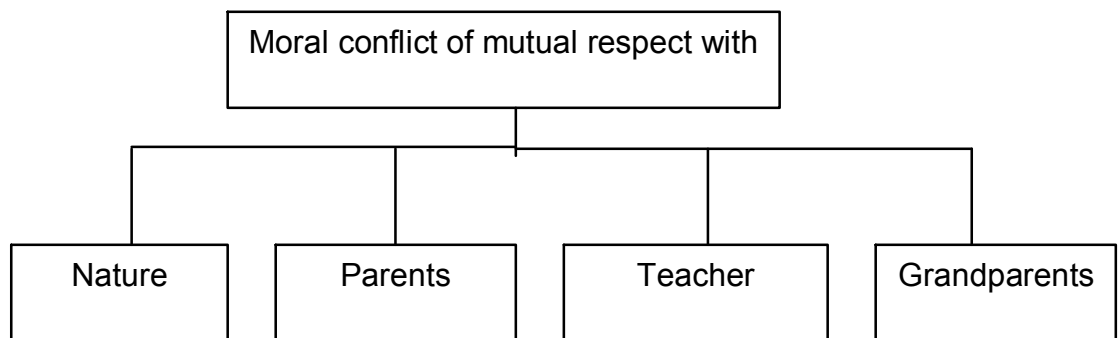 Moral conflict of mutual respect with
Nature
Parents
Teacher
Grandparents